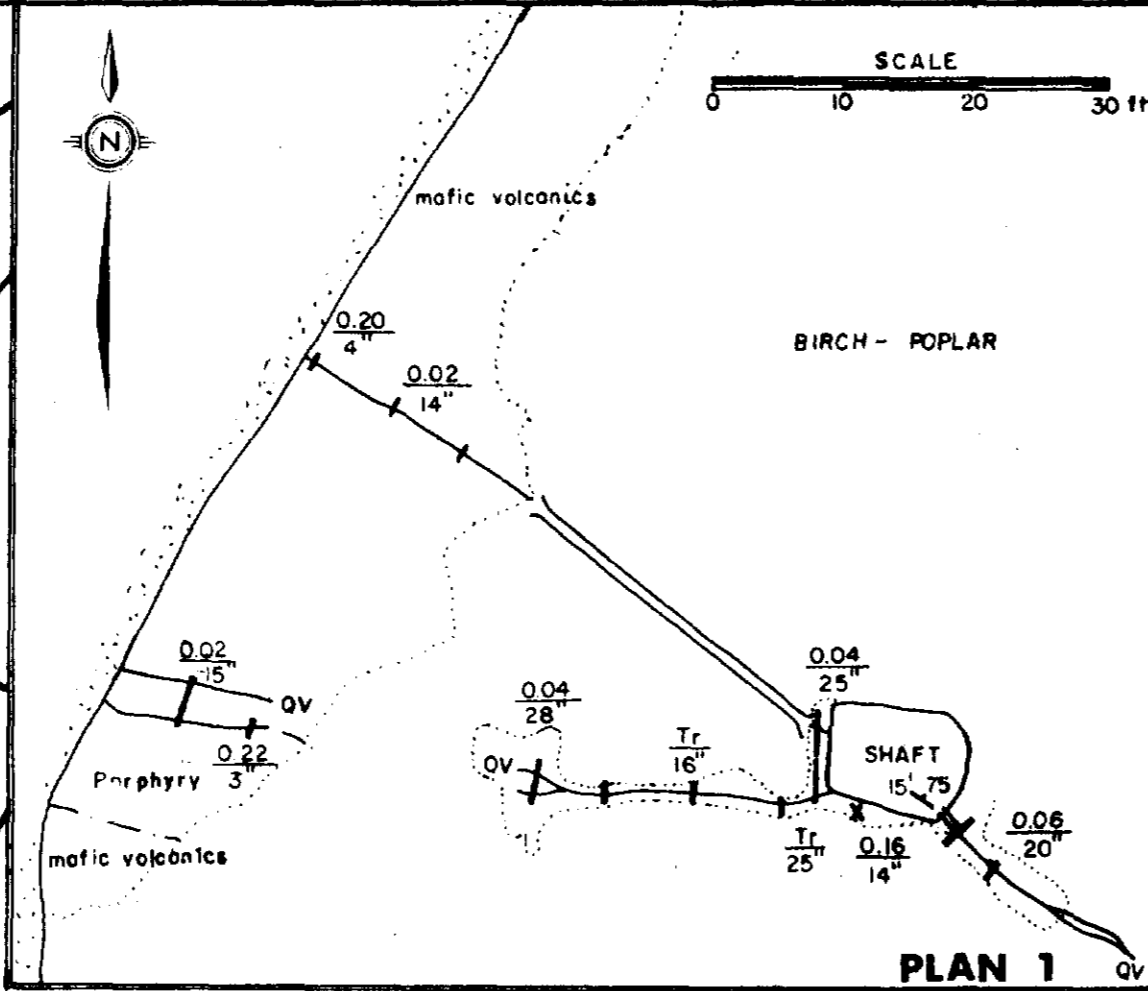 SCALE
0 10 20 30 ft
N
mafic volcanics
0.20
4"
BIRCH - POPLAR
0.02
14"
0.02
15"
QV
0.22
3"
Porphyry
mafic volcanics
0.04
28"
QV
Tr
16"
0.04
25"
SHAFT
15' 75
Tr
25"
0.16
14"
0.06
20"
PLAN 1
QV